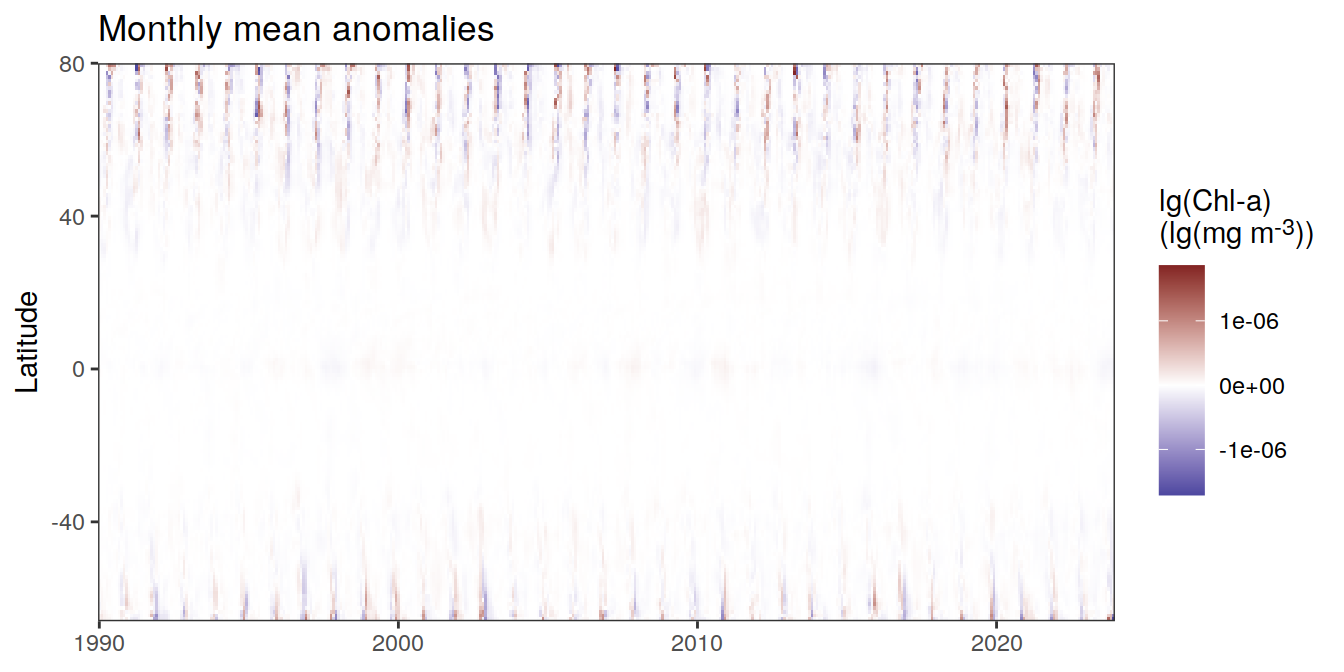 Monthly mean anomalies
80
40
0
-40
Latitude
1990
2000
2010
2020
lg(Chl-a)
(lg(mg m⁻³))
1e-06
0e+00
-1e-06